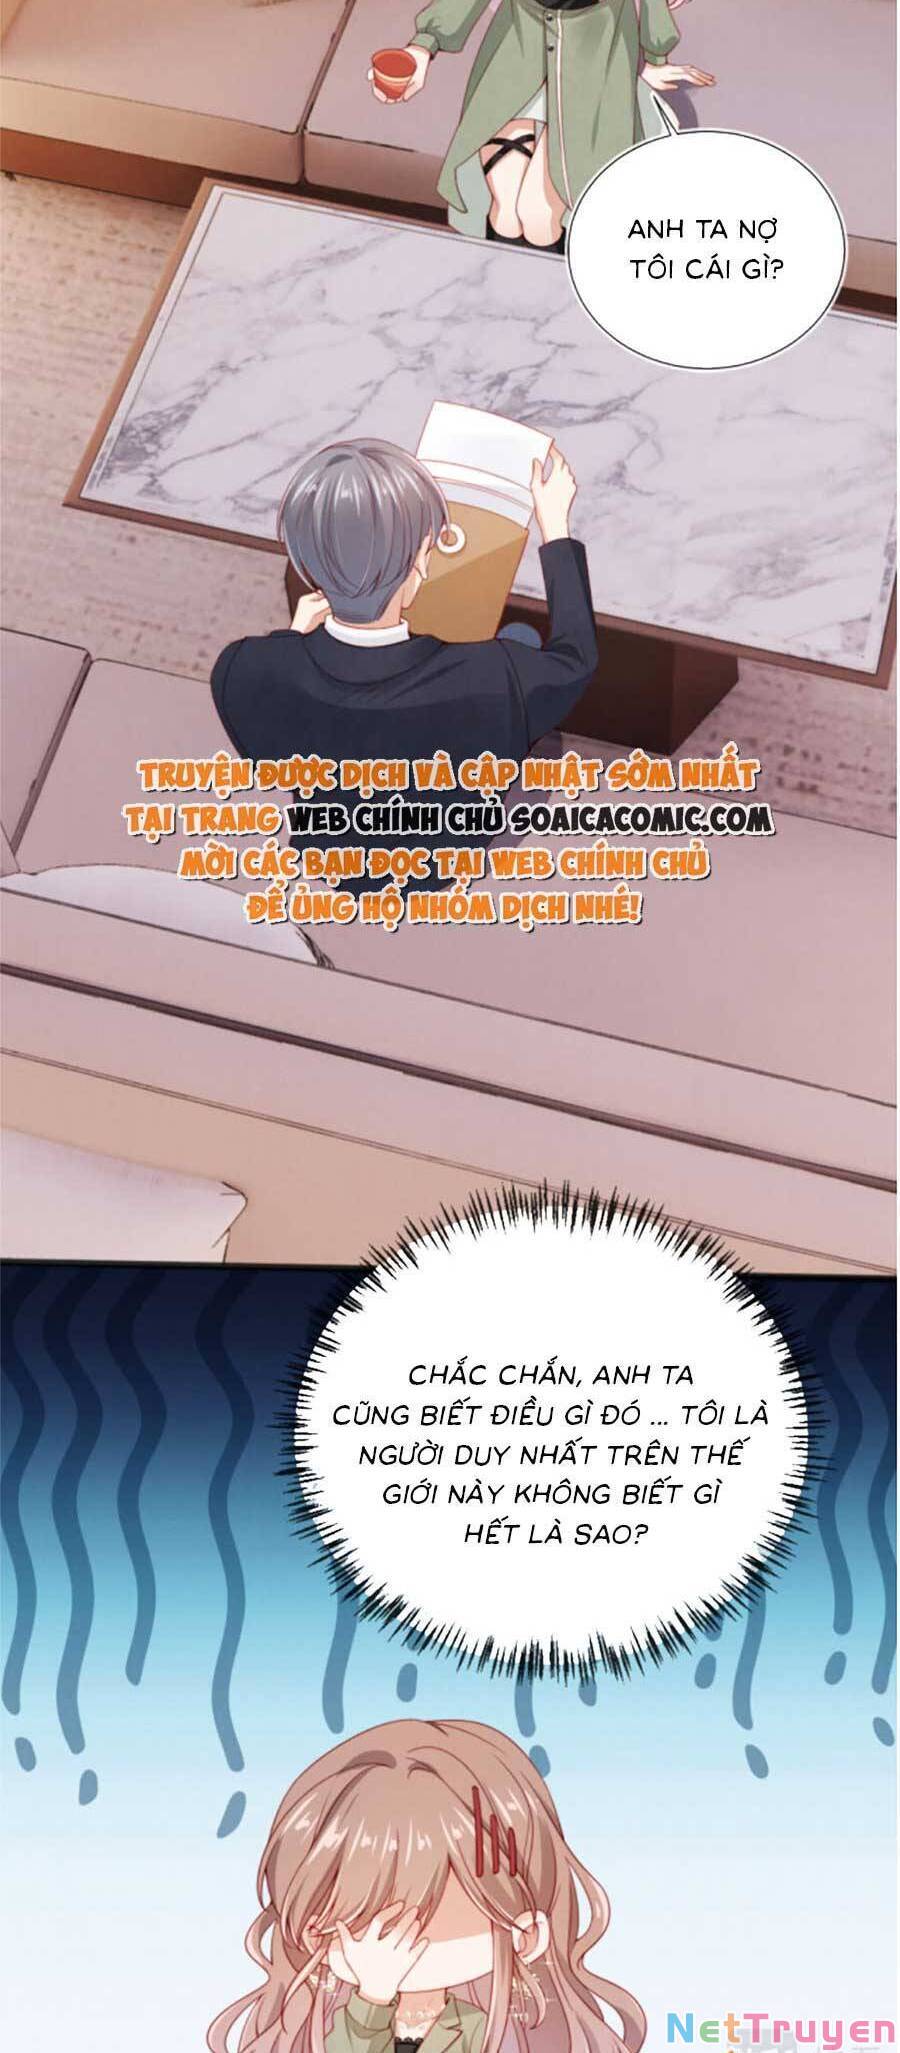 ANH TA NỢ
TÔI CÁI GÌ?
TRUYỆN ĐƯỢC DỊCH VÀ CẬP NHẬT SỚM NHẤT
TẠI TRANG WEB CHÍNH CHỦ SOAICACOMIC.COM
MỜI CÁC BẠN ĐỌC TẠI WEB CHÍNH CHỦ
ĐỂ ỦNG HỘ NHÓM DỊCH NHÉ!
CHẮC CHẮN, ANH TA
CŨNG BIẾT ĐIỀU GÌ ĐÓ ... TÔI LÀ
NGƯỜI DUY NHẤT TRÊN THẾ
GIỚI NÀY KHÔNG BIẾT GÌ
HẾT LÀ SAO?
NetTruyen